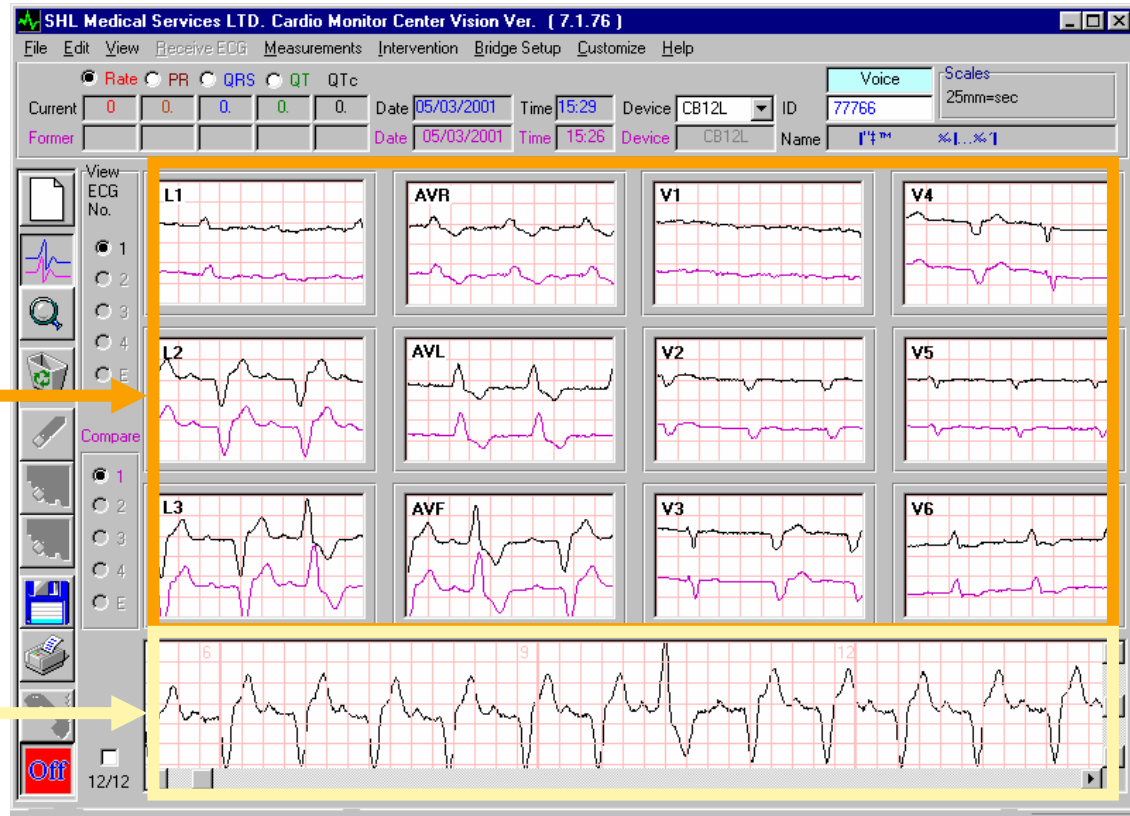 SHL Medical Services LTD. Cardio Monitor Center Vision Ver. ( 7.1.76 )
File Edit View Receive ECG Measurements Intervention Bridge Setup Customize Help
Rate PR QRS QT QTc Voice Scales
Current 0 0. 0. 0. 0. Date 05/03/2001 Time 15:29 Device CB12L ID 77766 25mm=sec
Former Date 05/03/2001 Time 15:26 Device CB12L Name
View
ECG
No.
1
2
3
4
E
Compare
1
2
3
4
E
L1 AVR V1 V4
L2 AVL V2 V5
L3 AVF V3 V6
6 9 12
Off 12/12